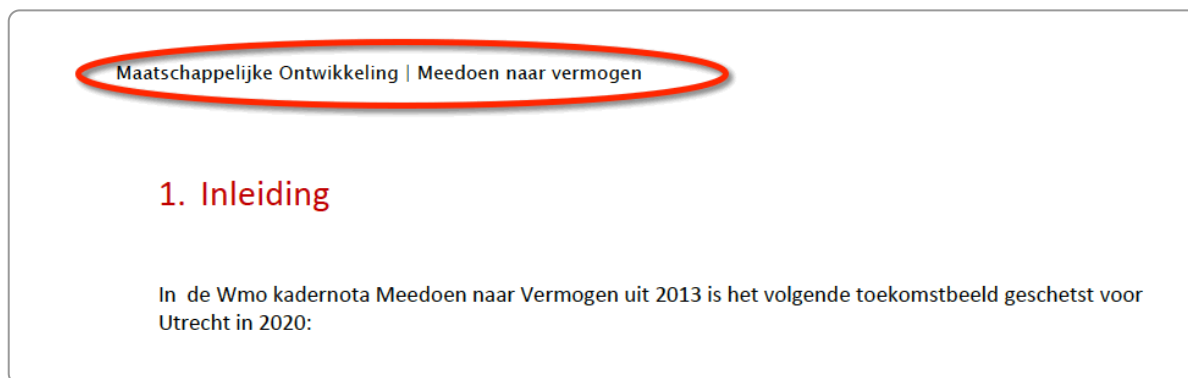 Maatschappelijke Ontwikkeling | Meedoen naar vermogen
1. Inleiding
In de Wmo kadernota Meedoen naar Vermogen uit 2013 is het volgende toekomstbeeld geschetst voor
Utrecht in 2020: